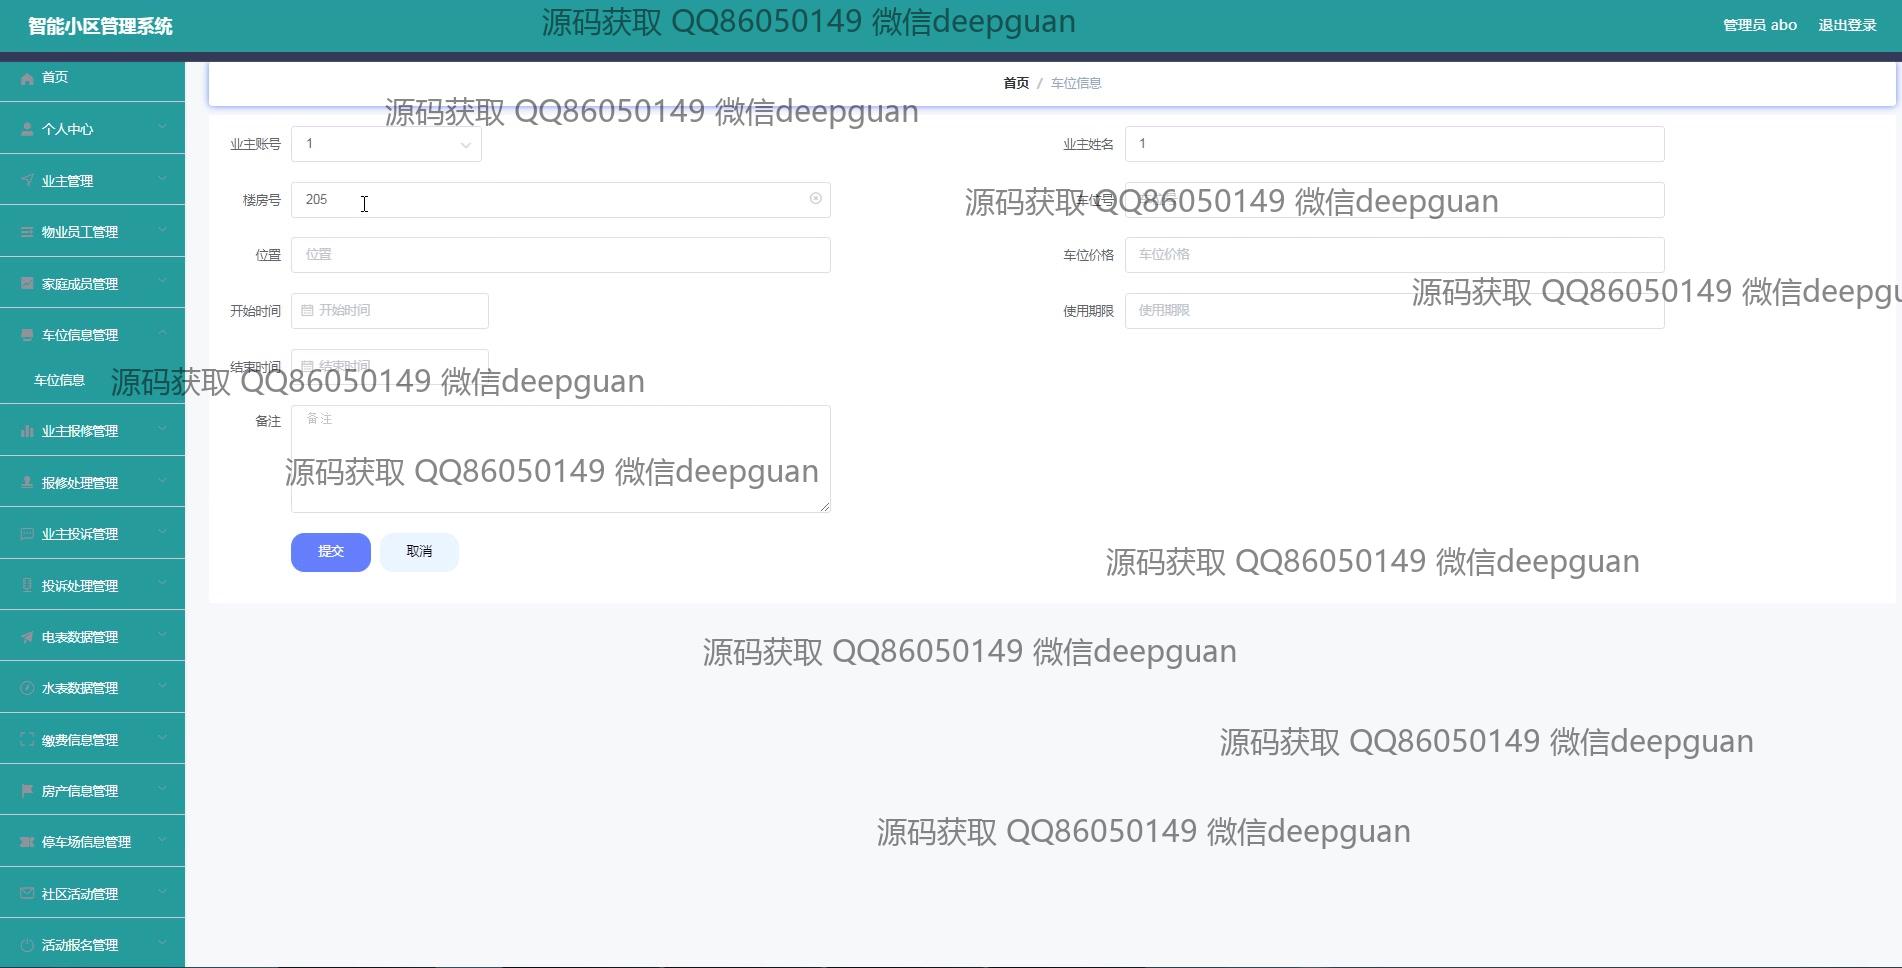 智能小区管理系统
源码获取 QQ86050149 微信deepguan
管理员 abo
退出登录
首页
首页 / 车位信息
源码获取 QQ86050149 微信deepguan
个人中心
业主账号
1
业主姓名
1
业主管理
楼房号
205
车位号
源码获取 QQ86050149 微信deepguan
物业员工管理
位置
位置
车位价格
车位价格
家庭成员管理
源码获取 QQ86050149 微信deepgu
开始时间
开始时间
使用期限
使用期限
车位信息管理
结束时间
结束时间
车位信息
源码获取 QQ86050149 微信deepguan
备注
备注
业主报修管理
源码获取 QQ86050149 微信deepguan
报修处理管理
业主投诉管理
提交
取消
源码获取 QQ86050149 微信deepguan
投诉处理管理
电表数据管理
源码获取 QQ86050149 微信deepguan
水表数据管理
缴费信息管理
源码获取 QQ86050149 微信deepguan
房产信息管理
停车场信息管理
源码获取 QQ86050149 微信deepguan
社区活动管理
活动报名管理